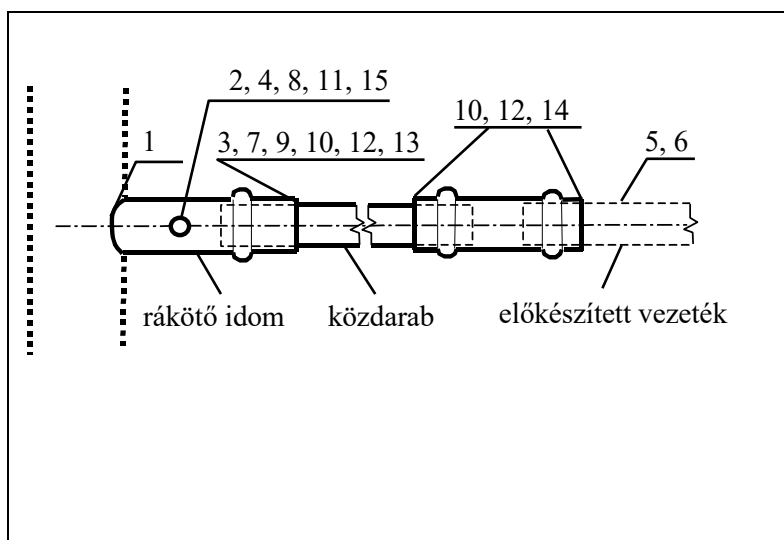 2, 4, 8, 11, 15
10, 12, 14
1
3, 7, 9, 10, 12, 13
5, 6
rákötő idom
közdarab
előkészített vezeték